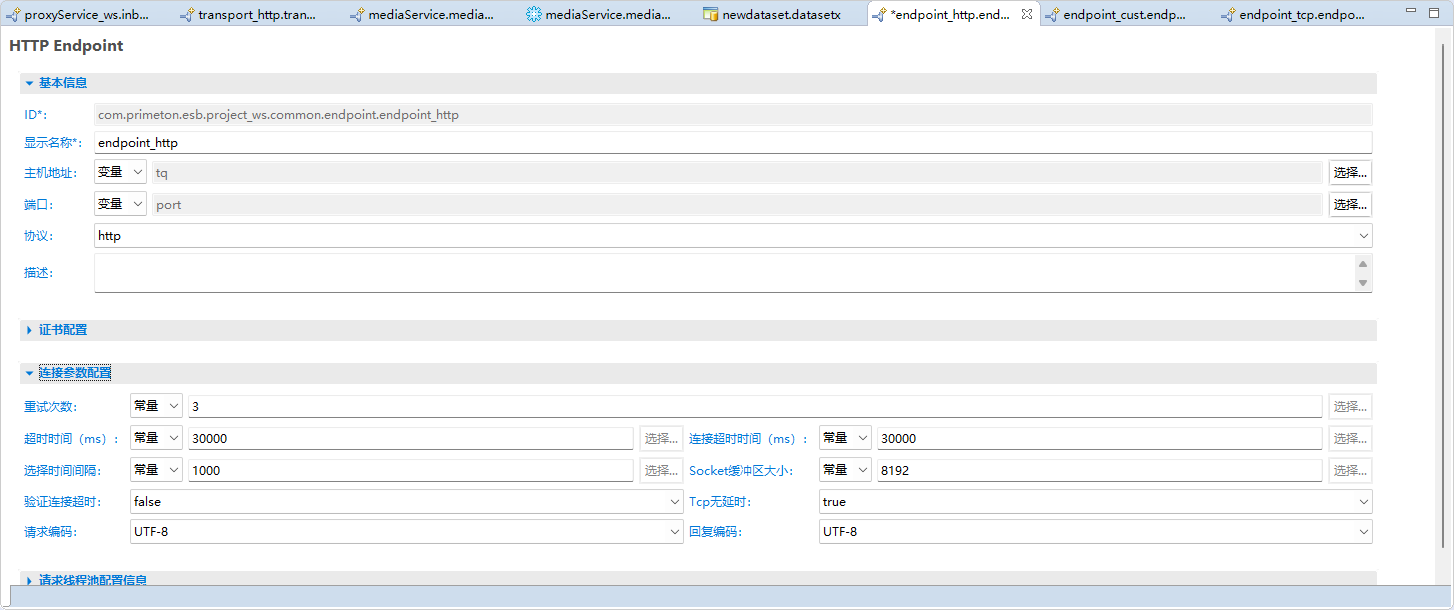 proxyService_ws.inb... transport_http.tran... mediaService.media... mediaService.media... newdataset.datasetx *endpoint_http.end... endpoint_cust.endp... endpoint_tcp.endpo...
HTTP Endpoint
基本信息
ID*: com.primeton.esb.project_ws.common.endpoint.endpoint_http
显示名称*: endpoint_http
主机地址: 变量 tq 选择...
端口: 变量 port 选择...
协议: http
描述:
证书配置
连接参数配置
重试次数: 常量 3 选择...
超时时间（ms）: 常量 30000 选择... 连接超时时间（ms）: 常量 30000 选择...
选择时间间隔: 常量 1000 选择... Socket缓冲区大小: 常量 8192 选择...
验证连接超时: false Tcp无延时: true
请求编码: UTF-8 回复编码: UTF-8
请求线程池配置信息